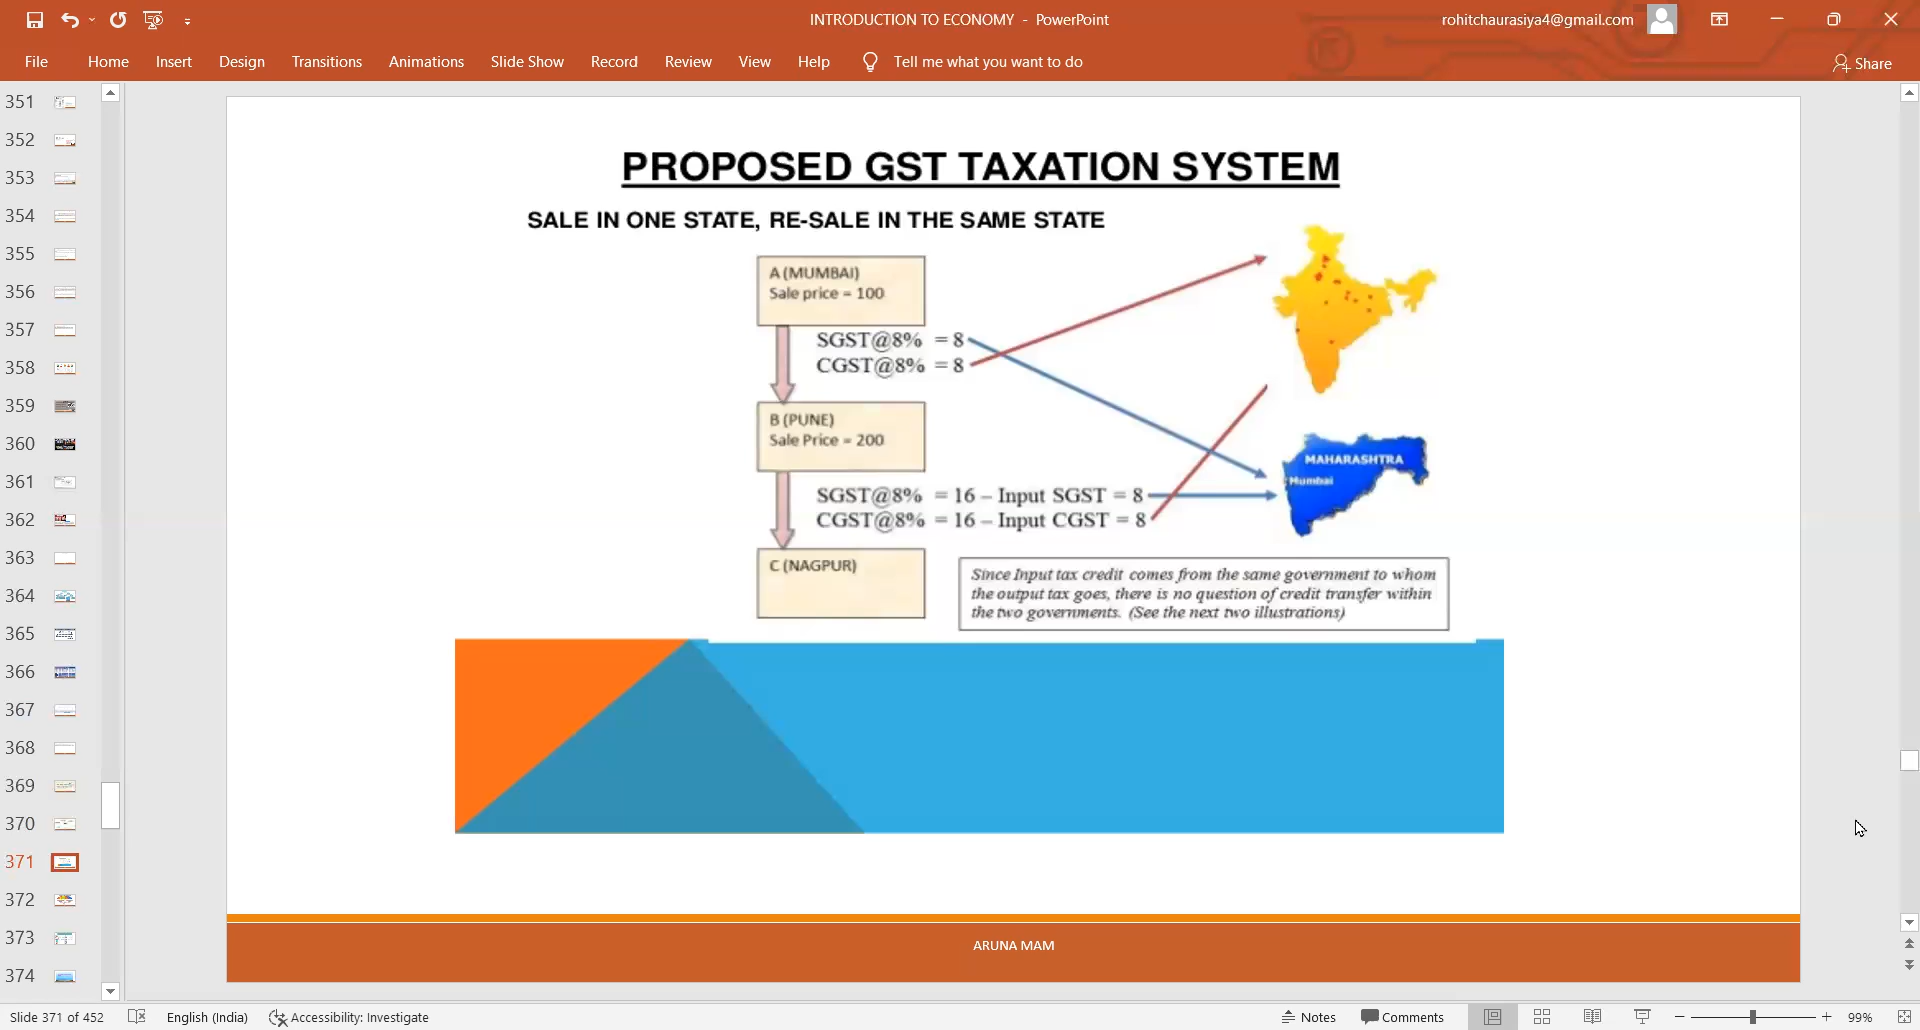 INTRODUCTION TO ECONOMY - PowerPoint
rohitchaurasiya4@gmail.com
File Home Insert Design Transitions Animations Slide Show Record Review View Help Tell me what you want to do
Share
351
352
353
354
355
356
357
358
359
360
361
362
363
364
365
366
367
368
369
370
371
372
373
374
PROPOSED GST TAXATION SYSTEM
SALE IN ONE STATE, RE-SALE IN THE SAME STATE
A (MUMBAI)
Sale price = 100
SGST@8% = 8
CGST@8% = 8
B (PUNE)
Sale Price = 200
MAHARASHTRA
Mumbai
SGST@8% = 16 – Input SGST = 8
CGST@8% = 16 – Input CGST = 8
C (NAGPUR)
Since Input tax credit comes from the same government to whom
the output tax goes, there is no question of credit transfer within
the two governments. (See the next two illustrations)
ARUNA MAM
Slide 371 of 452 English (India) Accessibility: Investigate Notes Comments 99%